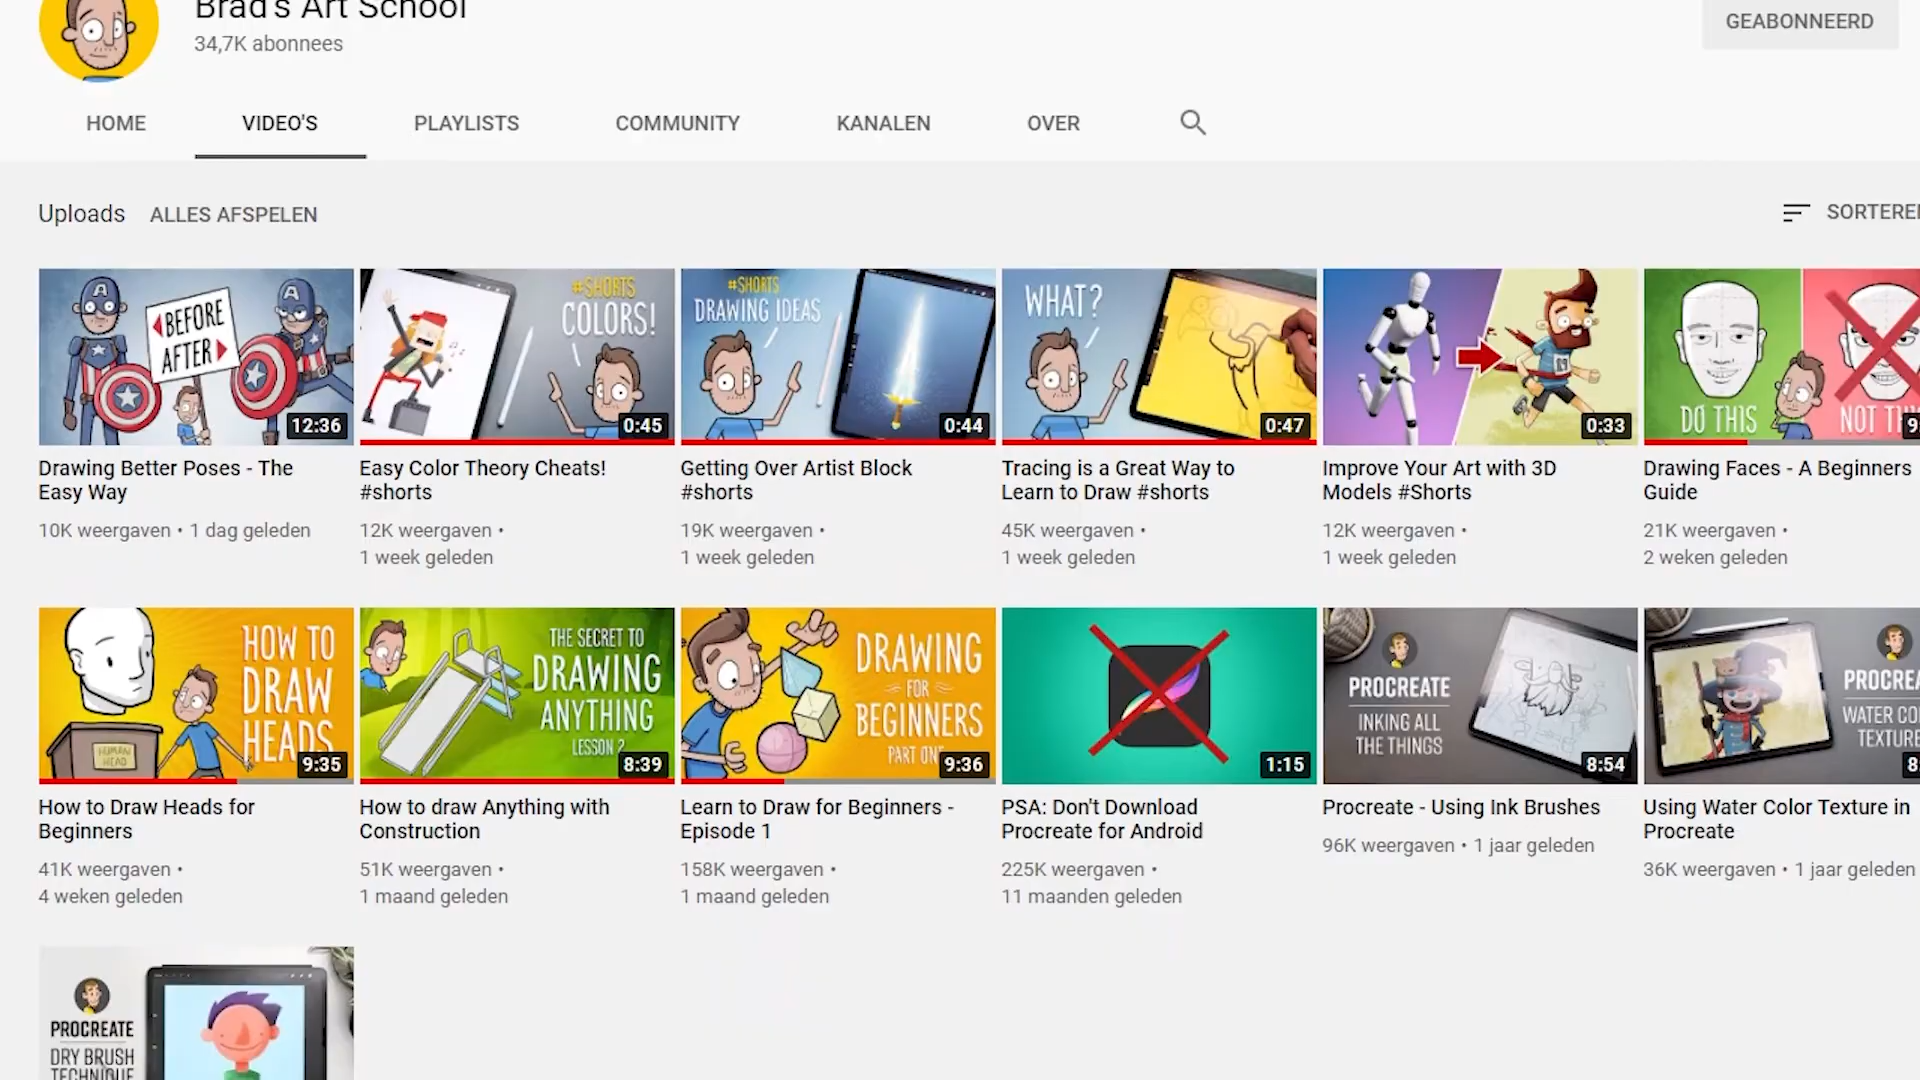 Brad's Art School
34,7K abonnees
GEABONNEERD
HOME
VIDEO'S
PLAYLISTS
COMMUNITY
KANALEN
OVER
Uploads
ALLES AFSPELEN
BEFORE
AFTER
12:36
#SHORTS
COLORS!
0:45
#SHORTS
DRAWING IDEAS
0:44
WHAT?
0:47
0:33
DO THIS
NOT
Drawing Better Poses - The
Easy Way
10K weergaven • 1 dag geleden
Easy Color Theory Cheats!
#shorts
12K weergaven •
1 week geleden
Getting Over Artist Block
#shorts
19K weergaven •
1 week geleden
Tracing is a Great Way to
Learn to Draw #shorts
45K weergaven •
1 week geleden
Improve Your Art with 3D
Models #Shorts
12K weergaven •
1 week geleden
Drawing Faces - A Beginners
Guide
21K weergaven •
2 weken geleden
HOW TO
DRAW
HEADS
HUMAN
HEAD
9:35
THE SECRET TO
DRAWING
ANYTHING
LESSON 2
8:39
DRAWING
FOR
BEGINNERS
PART ONE
9:36
1:15
PROCREATE
INKING ALL
THE THINGS
8:54
How to Draw Heads for
Beginners
41K weergaven •
4 weken geleden
How to draw Anything with
Construction
51K weergaven •
1 maand geleden
Learn to Draw for Beginners -
Episode 1
158K weergaven •
1 maand geleden
PSA: Don't Download
Procreate for Android
225K weergaven •
11 maanden geleden
Procreate - Using Ink Brushes
96K weergaven • 1 jaar geleden
Using Water Color Texture in
Procreate
36K weergaven • 1 jaar geleden
PROCREATE
DRY BRUSH
TECHNIQUE